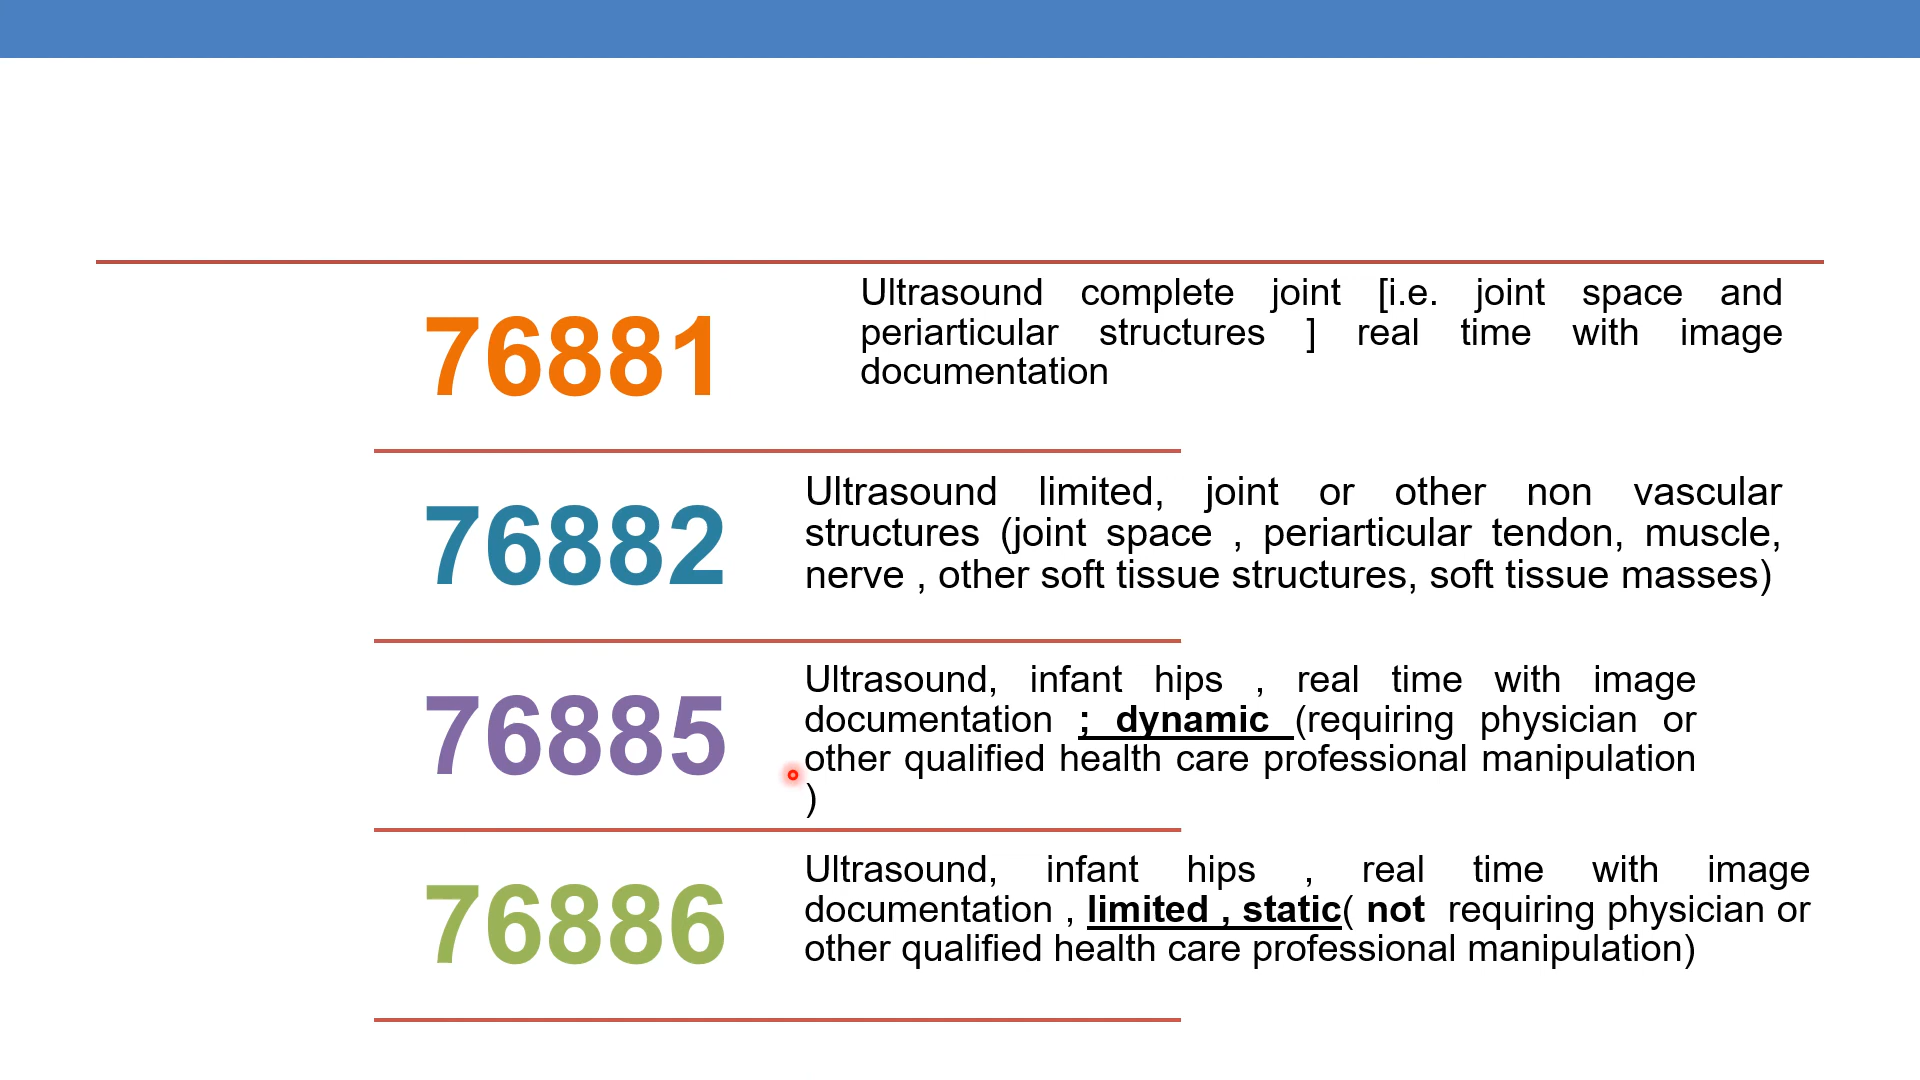 76881
Ultrasound complete joint [i.e. joint space and
periarticular structures ] real time with image
documentation
76882
Ultrasound limited, joint or other non vascular
structures (joint space , periarticular tendon, muscle,
nerve , other soft tissue structures, soft tissue masses)
76885
Ultrasound, infant hips , real time with image
documentation ; dynamic (requiring physician or
other qualified health care professional manipulation
)
76886
Ultrasound, infant hips , real time with image
documentation , limited , static( not requiring physician or
other qualified health care professional manipulation)